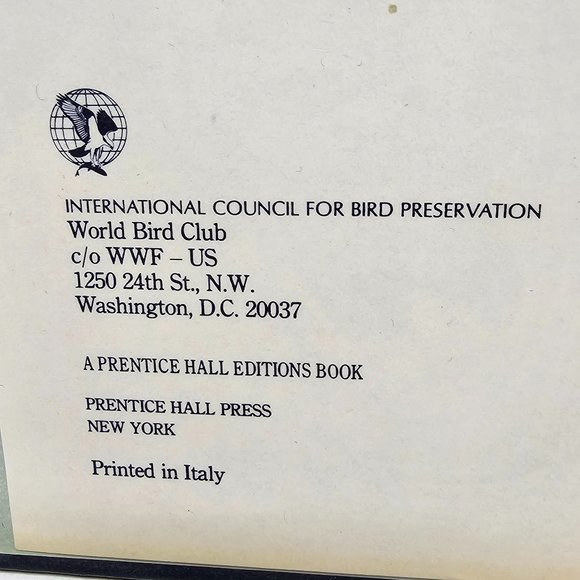 INTERNATIONAL COUNCIL FOR BIRD PRESERVATION
World Bird Club
c/o WWF – US
1250 24th St., N.W.
Washington, D.C. 20037
A PRENTICE HALL EDITIONS BOOK
PRENTICE HALL PRESS
NEW YORK
Printed in Italy